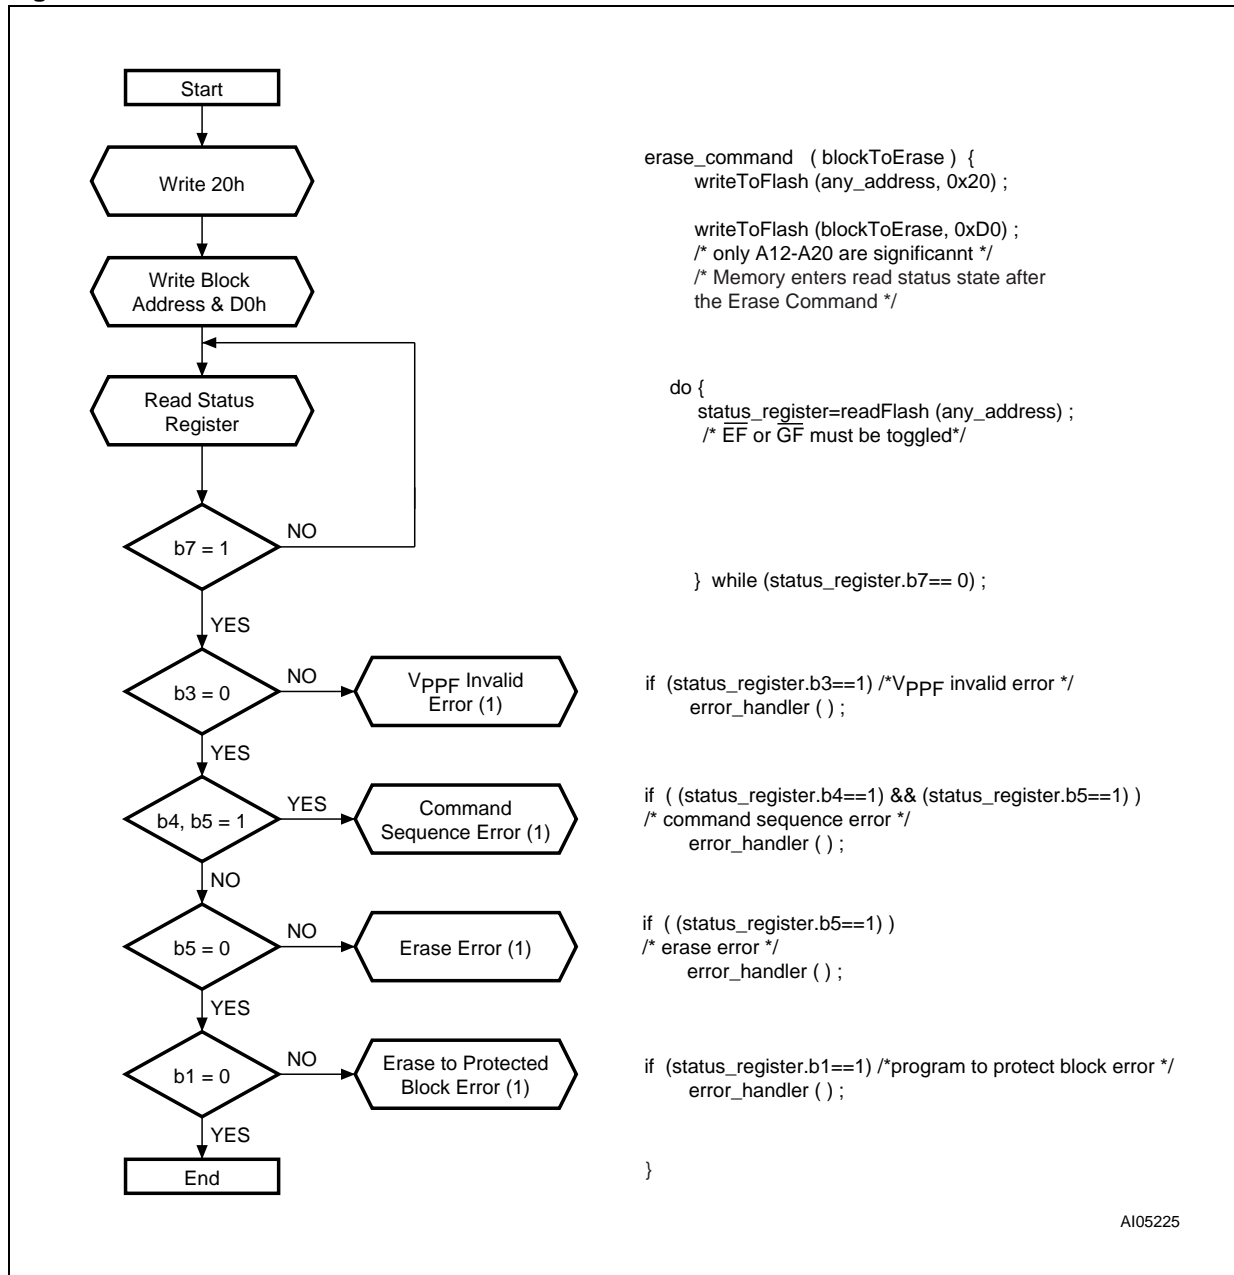 Start
Write 20h
Write Block
Address & D0h
Read Status
Register
b7 = 1
NO
YES
b3 = 0
NO
VPPF Invalid
Error (1)
YES
b4, b5 = 1
YES
Command
Sequence Error (1)
NO
b5 = 0
NO
Erase Error (1)
YES
b1 = 0
NO
Erase to Protected
Block Error (1)
YES
End
erase_command ( blockToErase ) {
writeToFlash (any_address, 0x20) ;
writeToFlash (blockToErase, 0xD0) ;
/* only A12-A20 are significannt */
/* Memory enters read status state after
the Erase Command */
do {
status_register=readFlash (any_address) ;
/* E̅F̅ or G̅F̅ must be toggled*/
} while (status_register.b7== 0) ;
if (status_register.b3==1) /*VPPF invalid error */
error_handler ( ) ;
if ( (status_register.b4==1) && (status_register.b5==1) )
/* command sequence error */
error_handler ( ) ;
if ( (status_register.b5==1) )
/* erase error */
error_handler ( ) ;
if (status_register.b1==1) /*program to protect block error */
error_handler ( ) ;
}
AI05225